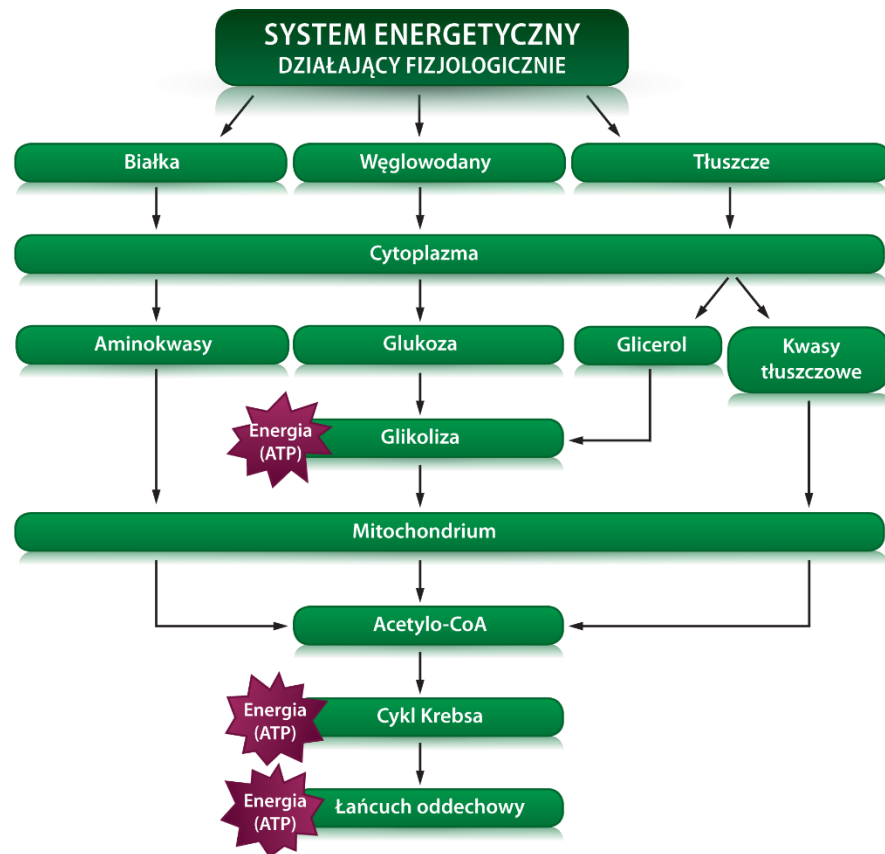 SYSTEM ENERGETYCZNY
DZIAŁAJĄCY FIZJOLOGICZNIE
Białka
Węglowodany
Tłuszcze
Cytoplazma
Aminokwasy
Glukoza
Glicerol
Kwasy
tłuszczowe
Energia
(ATP)
Glikoliza
Mitochondrium
Acetylo-CoA
Energia
(ATP)
Cykl Krebsa
Energia
(ATP)
Łańcuch oddechowy